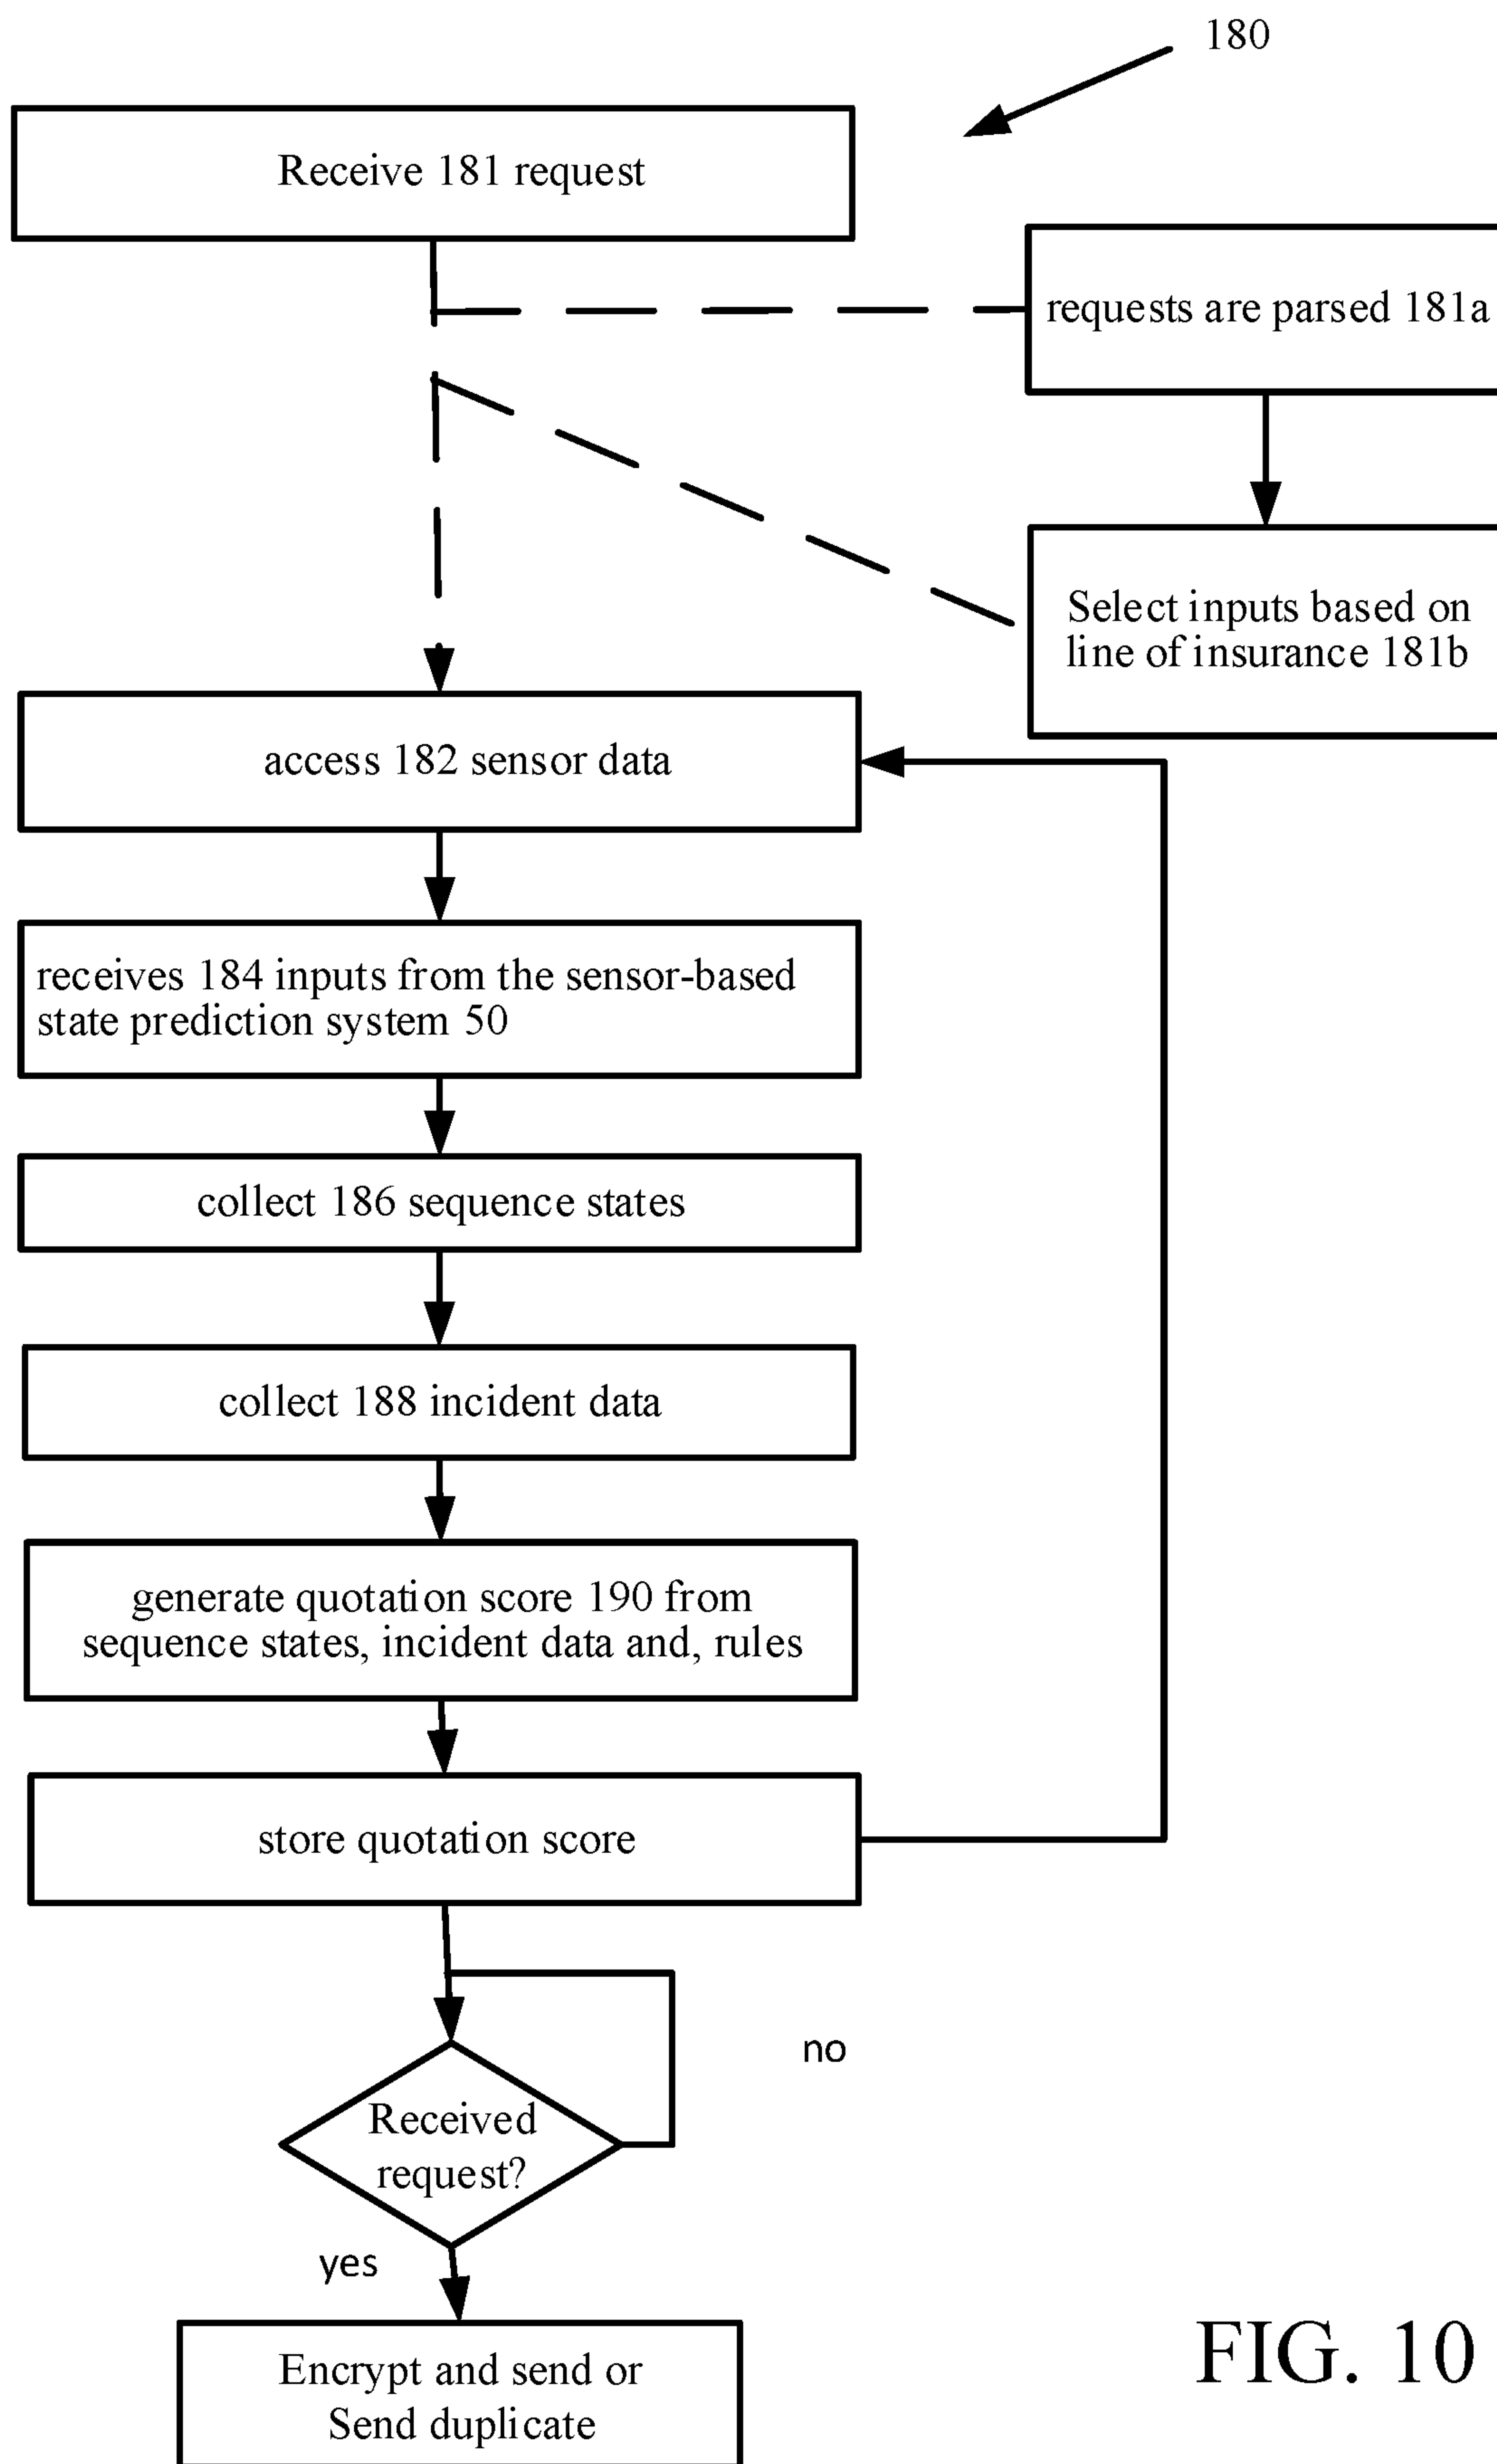 180
Receive 181 request
requests are parsed 181a
Select inputs based on
line of insurance 181b
access 182 sensor data
receives 184 inputs from the sensor-based
state prediction system 50
collect 186 sequence states
collect 188 incident data
generate quotation score 190 from
sequence states, incident data and, rules
store quotation score
no
Received
request?
yes
Encrypt and send or
Send duplicate
FIG. 10